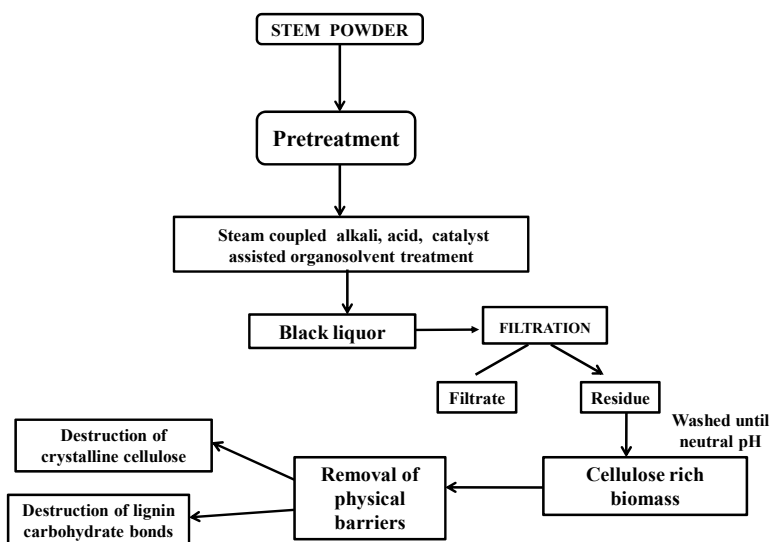 STEM POWDER
Pretreatment
Steam coupled alkali, acid, catalyst
assisted organosolvent treatment
Black liquor
FILTRATION
Filtrate
Residue
Washed until
neutral pH
Cellulose rich
biomass
Removal of
physical
barriers
Destruction of
crystalline cellulose
Destruction of lignin
carbohydrate bonds